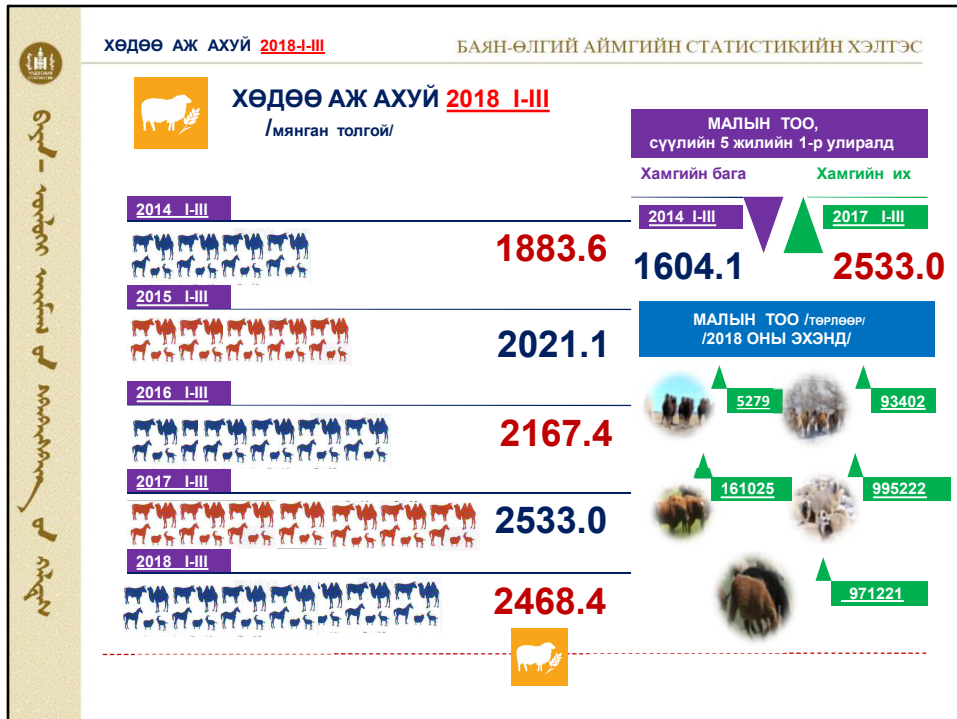 ХӨДӨӨ АЖ АХУЙ 2018-I-III
БАЯН-ӨЛГИЙ АЙМГИЙН СТАТИСТИКИЙН ХЭЛТЭС
ХӨДӨӨ АЖ АХУЙ 2018 I-III
/мянган толгой/
2014 I-III
1883.6
2015 I-III
2021.1
2016 I-III
2167.4
2017 I-III
2533.0
2018 I-III
2468.4
МАЛЫН ТОО,
сүүлийн 5 жилийн 1-р улиралд
Хамгийн бага
Хамгийн их
2014 I-III
2017 I-III
1604.1
2533.0
МАЛЫН ТОО /төрлөөр/
/2018 ОНЫ ЭХЭНД/
5279
93402
161025
995222
971221